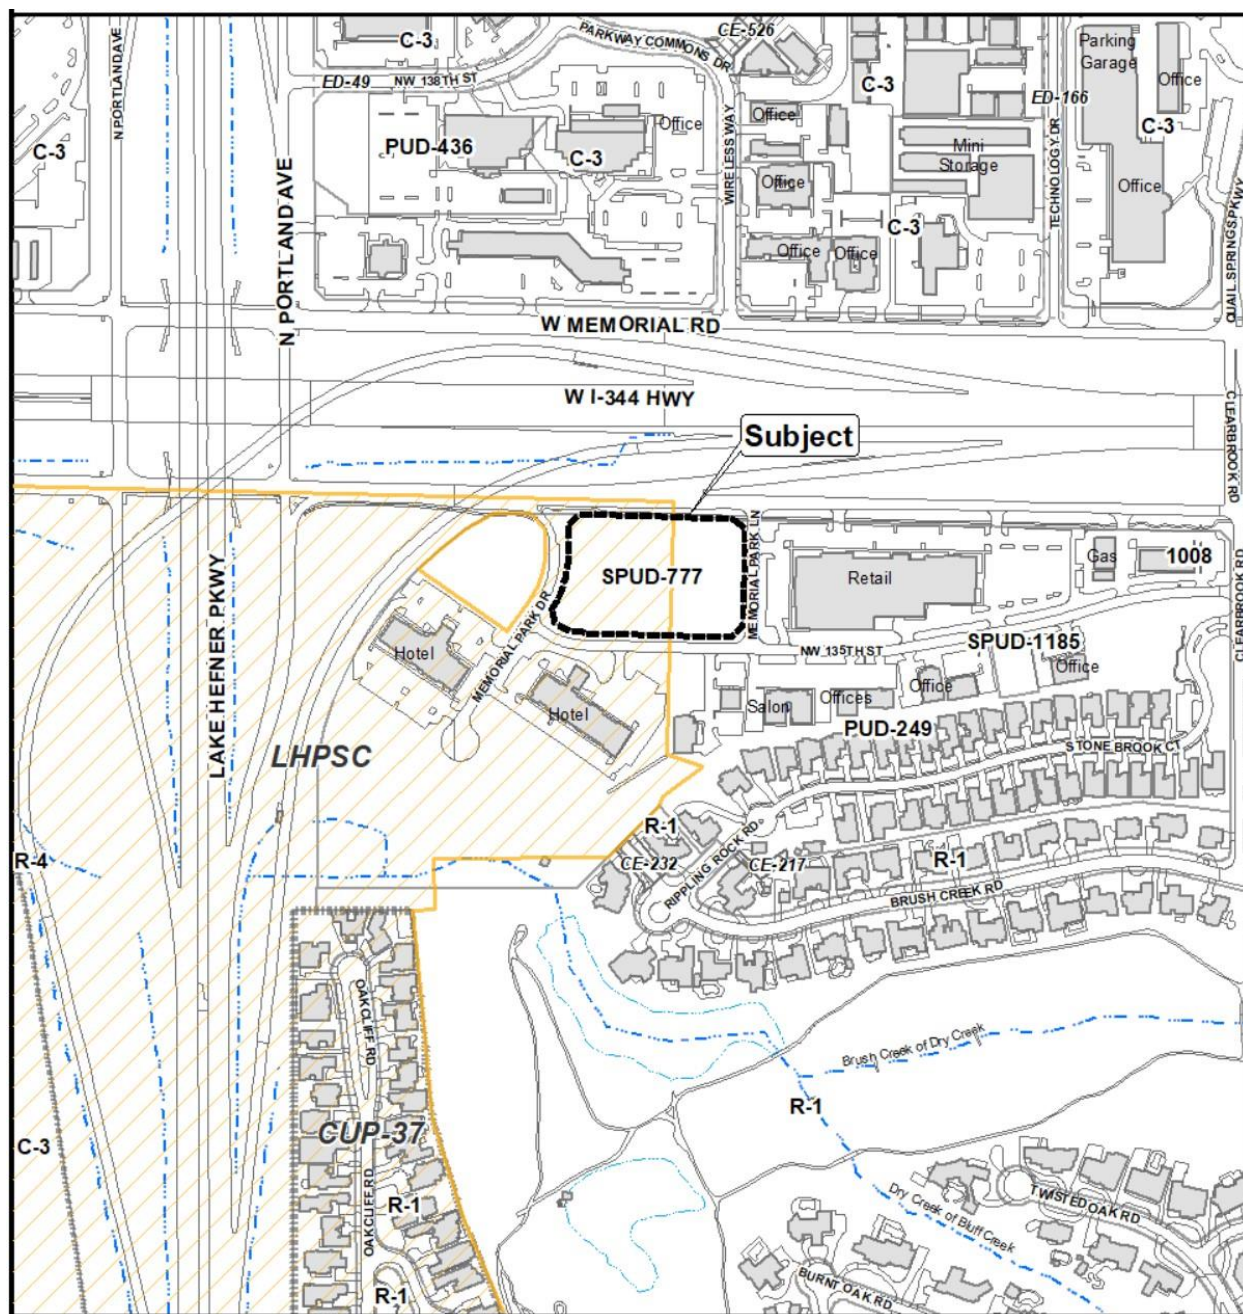 CE-526
PARKWAY COMMONS DR
C-3
N PORTLAND AVE
ED-49
NW 138TH ST
Parking
Garage
Office
C-3
ED-166
Office
Office
C-3
C-3
PUD-436
C-3
Mini
Storage
WIRELESS WAY
Office
Office
TECHNOLOGY DR
QUAIL SPRINGS PKWY
N PORTLAND AVE
C-3
Office
Office
W MEMORIAL RD
W I-344 HWY
CLEARBROOK RD
Subject
LAKE HEFNER PKWY
SPUD-777
MEMORIAL PARK LN
Retail
Gas
1008
MEMORIAL PARK DR
CLEARBROOK RD
Hotel
NW 135TH ST
SPUD-1185
Office
Office
Offices
Salon
Hotel
PUD-249
STONE BROOK CT
LHPSC
R-1
RIPPLING ROCK RD
R-4
CE-232
CE-217
R-1
BRUSH CREEK RD
OAKCLIFF RD
Brush Creek of Dry Creek
R-1
CUP-37
C-3
OAKCLIFF RD
R-1
Dry Creek of Bluff Creek
TWISTED OAK RD
BURNT OAK RD
R-1